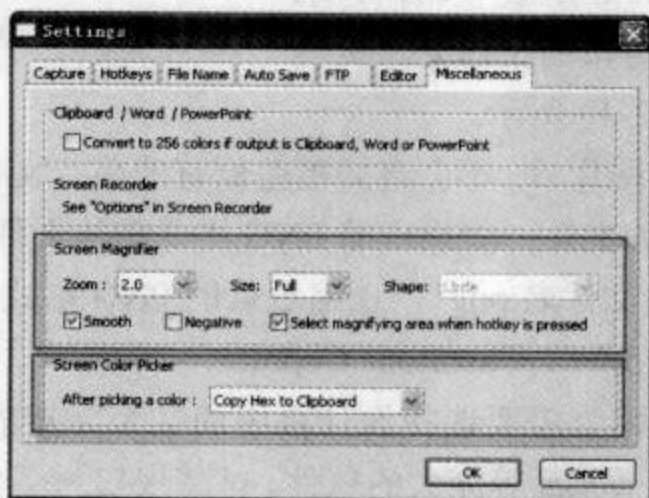 Settings
Capture Hotkeys File Name Auto Save FTP Editor Miscellaneous
Clipboard / Word / PowerPoint
Convert to 256 colors if output is Clipboard, Word or PowerPoint
Screen Recorder
See "Options" in Screen Recorder
Screen Magnifier
Zoom : 2.0 Size: Full Shape:
Smooth Negative Select magnifying area when hotkey is pressed
Screen Color Picker
After picking a color : Copy Hex to Clipboard
OK Cancel